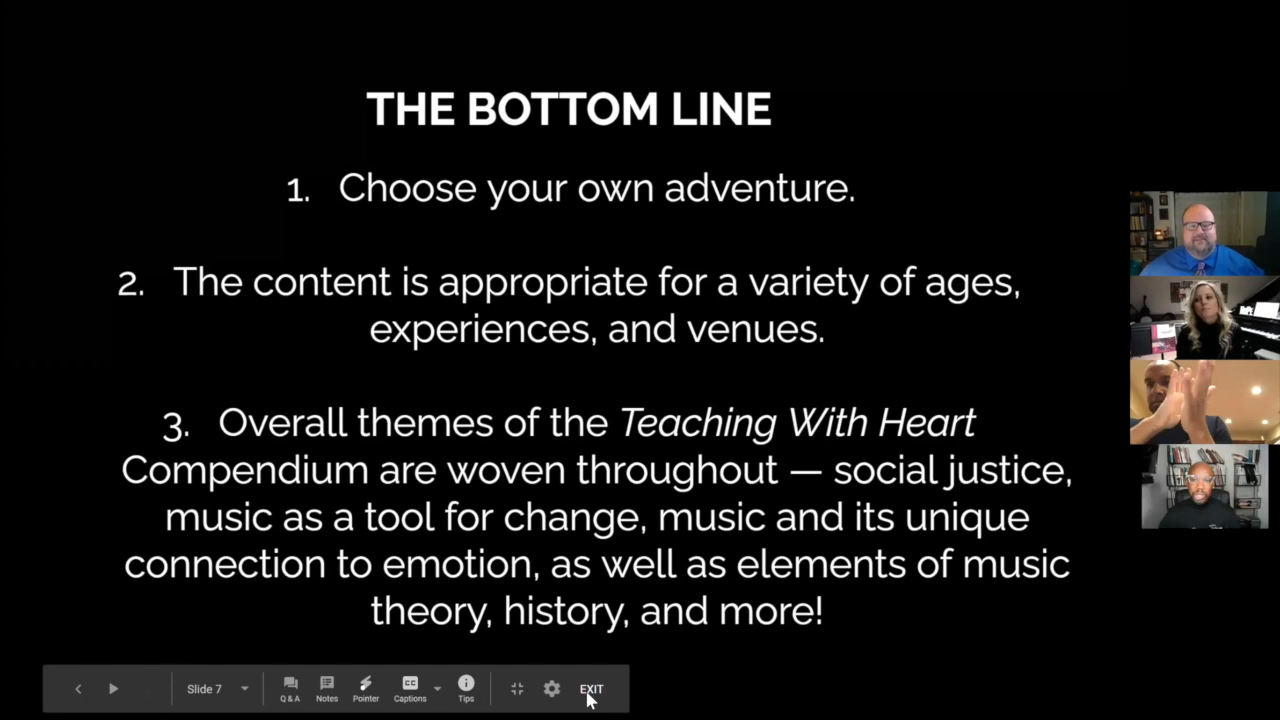 THE BOTTOM LINE
1. Choose your own adventure.
2. The content is appropriate for a variety of ages,
experiences, and venues.
3. Overall themes of the Teaching With Heart
Compendium are woven throughout — social justice,
music as a tool for change, music and its unique
connection to emotion, as well as elements of music
theory, history, and more!
Slide 7
Q & A
Notes
Pointer
CC
Captions
Tips
EXIT